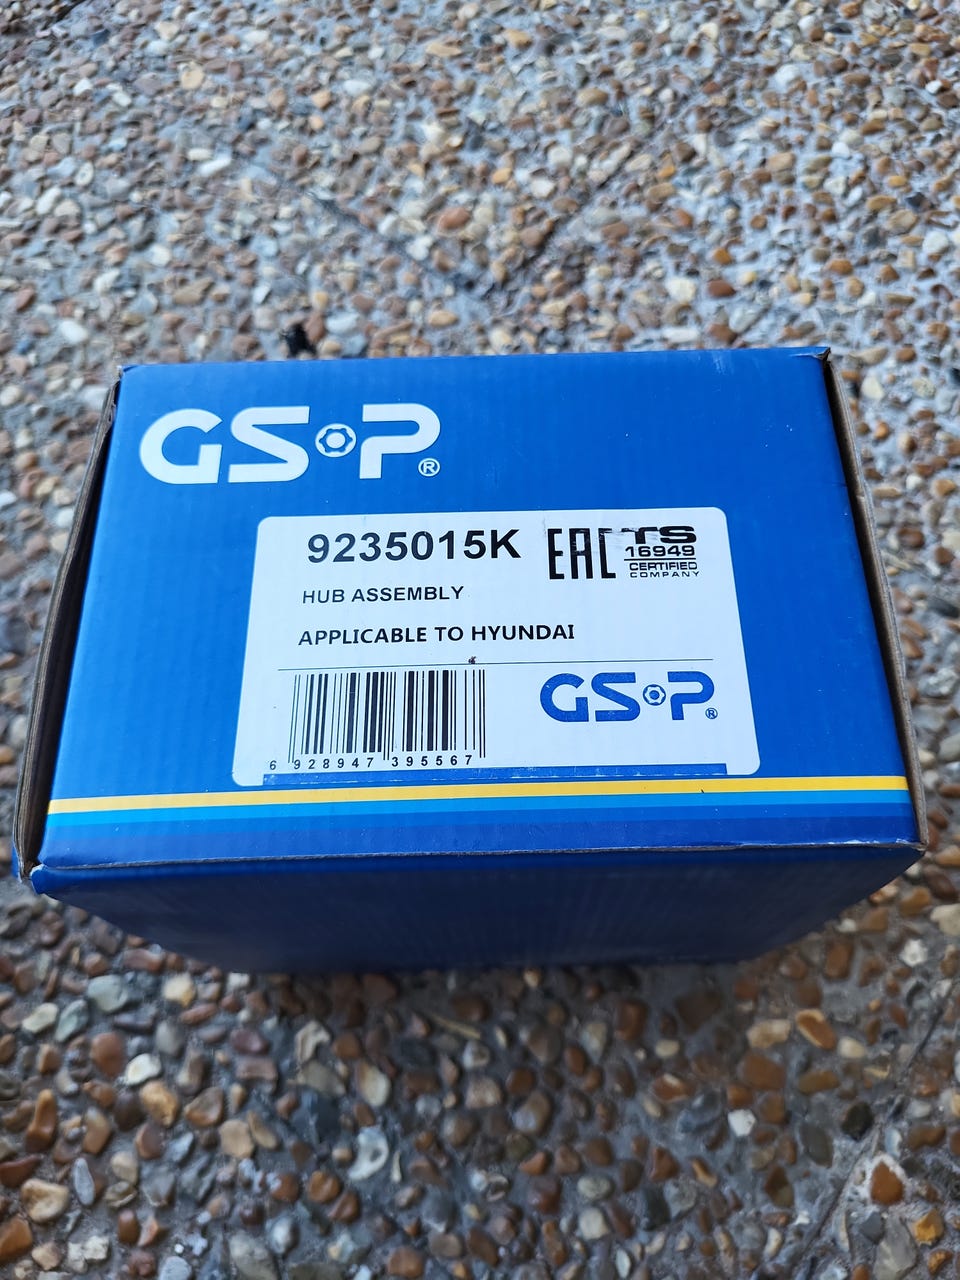 GSP®
9235015K
EAC
TS
16949
CERTIFIED
COMPANY
HUB ASSEMBLY
APPLICABLE TO HYUNDAI
GSP®
6 928947 395567